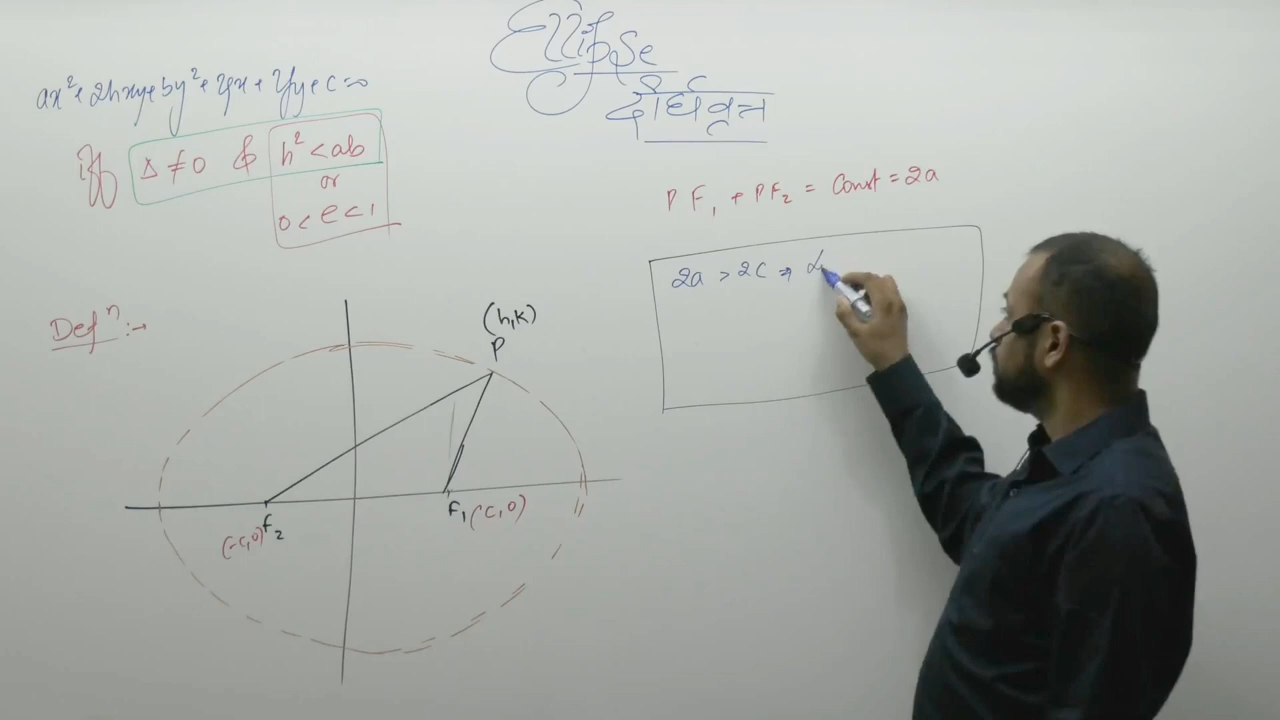 Ellipse
दीर्घवृत्त
ax² + 2hxy + by² + 2gx + 2fy + c = 0
iff Δ ≠ 0 & h² < ab
or
0 < e < 1
PF₁ + PF₂ = Const = 2a
2a > 2c ⇒
Defⁿ :-
(h,k)
P
F₁ (c,0)
(-c,0) F₂